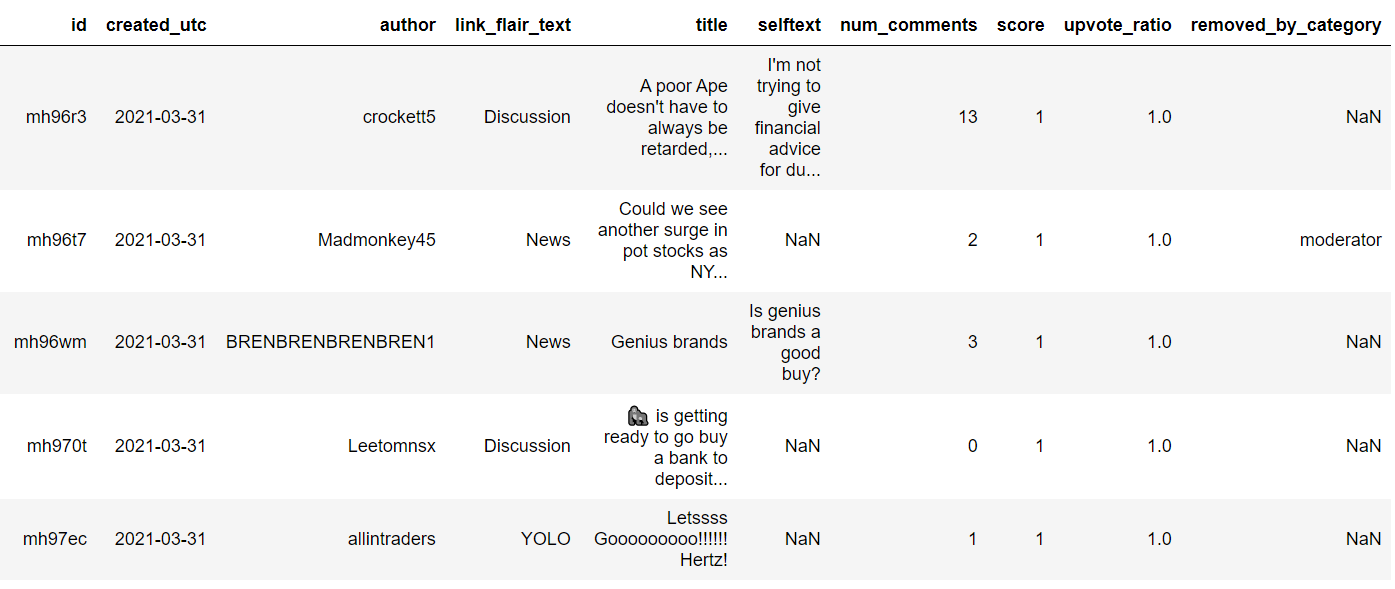 id created_utc author link_flair_text title selftext num_comments score upvote_ratio removed_by_category
mh96r3 2021-03-31 crockett5 Discussion A poor Ape doesn't have to always be retarded,... I'm not trying to give financial advice for du... 13 1 1.0 NaN
mh96t7 2021-03-31 Madmonkey45 News Could we see another surge in pot stocks as NY... NaN 2 1 1.0 moderator
mh96wm 2021-03-31 BRENBRENBRENBREN1 News Genius brands Is genius brands a good buy? 3 1 1.0 NaN
mh970t 2021-03-31 Leetomnsx Discussion 🦍 is getting ready to go buy a bank to deposit... NaN 0 1 1.0 NaN
mh97ec 2021-03-31 allintraders YOLO Letssss Gooooooooo!!!!!! Hertz! NaN 1 1 1.0 NaN